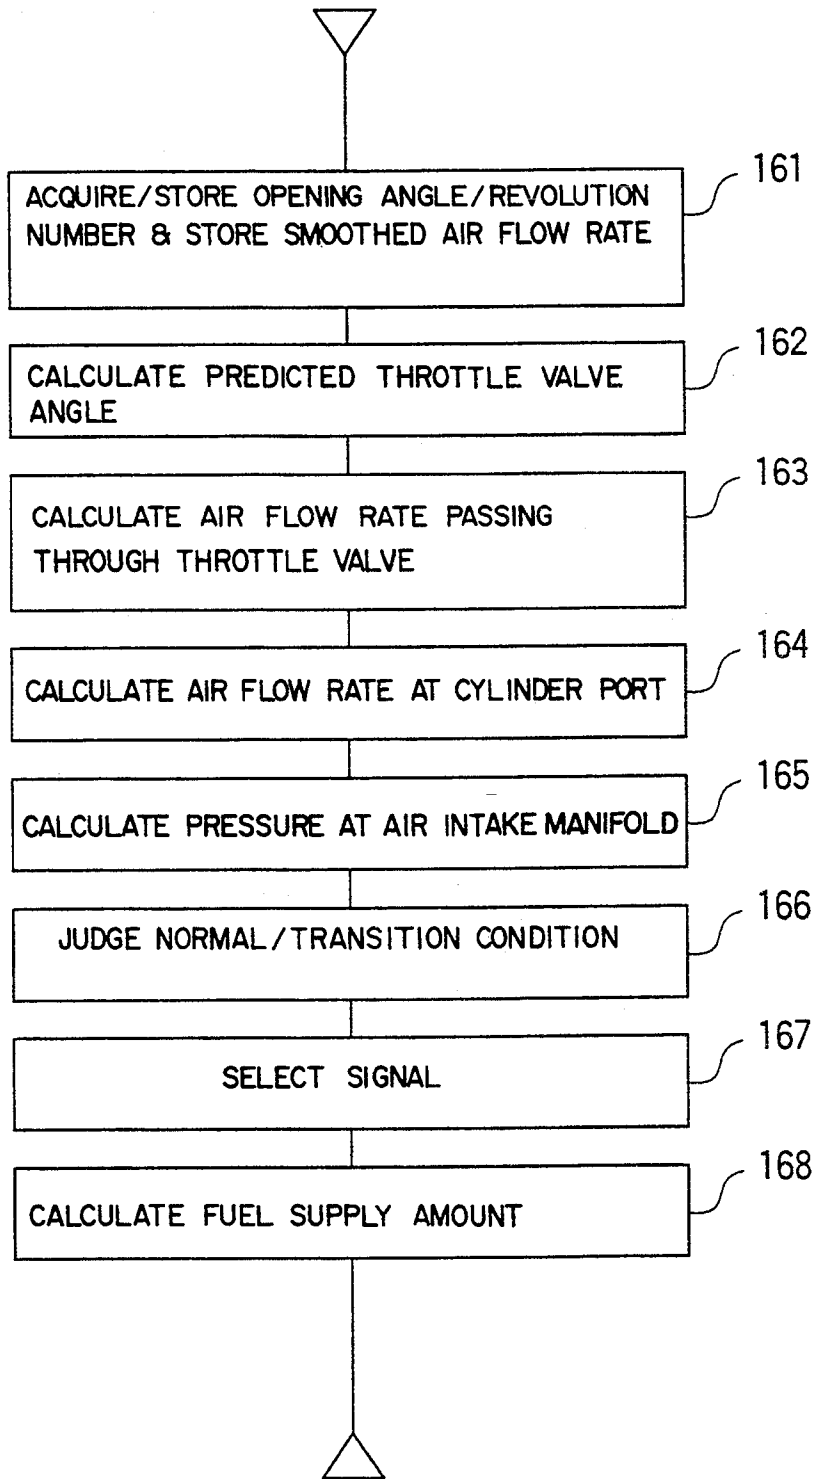 161
ACQUIRE/STORE OPENING ANGLE/REVOLUTION
NUMBER & STORE SMOOTHED AIR FLOW RATE
162
CALCULATE PREDICTED THROTTLE VALVE
ANGLE
163
CALCULATE AIR FLOW RATE PASSING
THROUGH THROTTLE VALVE
164
CALCULATE AIR FLOW RATE AT CYLINDER PORT
165
CALCULATE PRESSURE AT AIR INTAKE MANIFOLD
166
JUDGE NORMAL/TRANSITION CONDITION
167
SELECT SIGNAL
168
CALCULATE FUEL SUPPLY AMOUNT